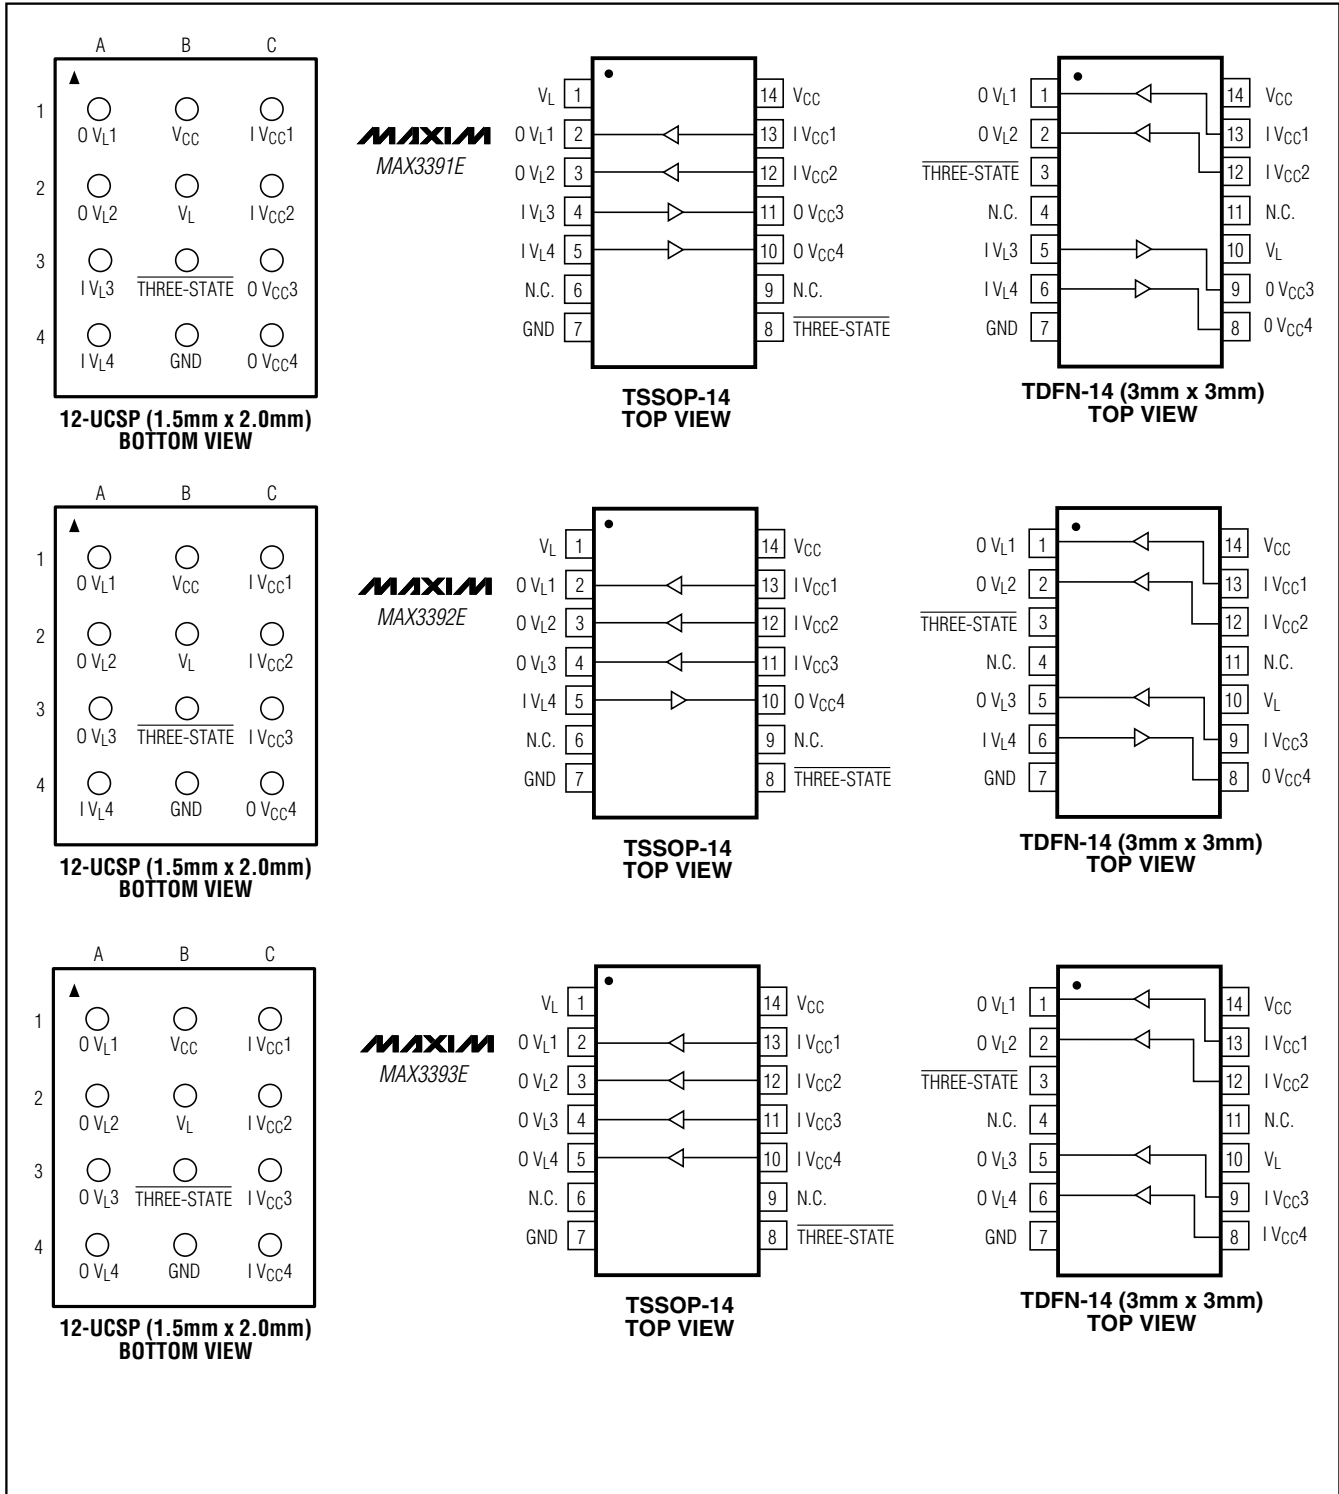 A B C
1
O VL1 VCC I VCC1
2
O VL2 VL I VCC2
3
I VL3 THREE-STATE O VCC3
4
I VL4 GND O VCC4
12-UCSP (1.5mm x 2.0mm)
BOTTOM VIEW
MAXIM
MAX3391E
VL 1 14 VCC
O VL1 2 13 I VCC1
O VL2 3 12 I VCC2
I VL3 4 11 O VCC3
I VL4 5 10 O VCC4
N.C. 6 9 N.C.
GND 7 8 THREE-STATE
TSSOP-14
TOP VIEW
O VL1 1 14 VCC
O VL2 2 13 I VCC1
THREE-STATE 3 12 I VCC2
N.C. 4 11 N.C.
I VL3 5 10 VL
I VL4 6 9 O VCC3
GND 7 8 O VCC4
TDFN-14 (3mm x 3mm)
TOP VIEW
A B C
1
O VL1 VCC I VCC1
2
O VL2 VL I VCC2
3
O VL3 THREE-STATE I VCC3
4
I VL4 GND O VCC4
12-UCSP (1.5mm x 2.0mm)
BOTTOM VIEW
MAXIM
MAX3392E
VL 1 14 VCC
O VL1 2 13 I VCC1
O VL2 3 12 I VCC2
O VL3 4 11 I VCC3
I VL4 5 10 O VCC4
N.C. 6 9 N.C.
GND 7 8 THREE-STATE
TSSOP-14
TOP VIEW
O VL1 1 14 VCC
O VL2 2 13 I VCC1
THREE-STATE 3 12 I VCC2
N.C. 4 11 N.C.
O VL3 5 10 VL
I VL4 6 9 I VCC3
GND 7 8 O VCC4
TDFN-14 (3mm x 3mm)
TOP VIEW
A B C
1
O VL1 VCC I VCC1
2
O VL2 VL I VCC2
3
O VL3 THREE-STATE I VCC3
4
O VL4 GND I VCC4
12-UCSP (1.5mm x 2.0mm)
BOTTOM VIEW
MAXIM
MAX3393E
VL 1 14 VCC
O VL1 2 13 I VCC1
O VL2 3 12 I VCC2
O VL3 4 11 I VCC3
O VL4 5 10 I VCC4
N.C. 6 9 N.C.
GND 7 8 THREE-STATE
TSSOP-14
TOP VIEW
O VL1 1 14 VCC
O VL2 2 13 I VCC1
THREE-STATE 3 12 I VCC2
N.C. 4 11 N.C.
O VL3 5 10 VL
O VL4 6 9 I VCC3
GND 7 8 I VCC4
TDFN-14 (3mm x 3mm)
TOP VIEW